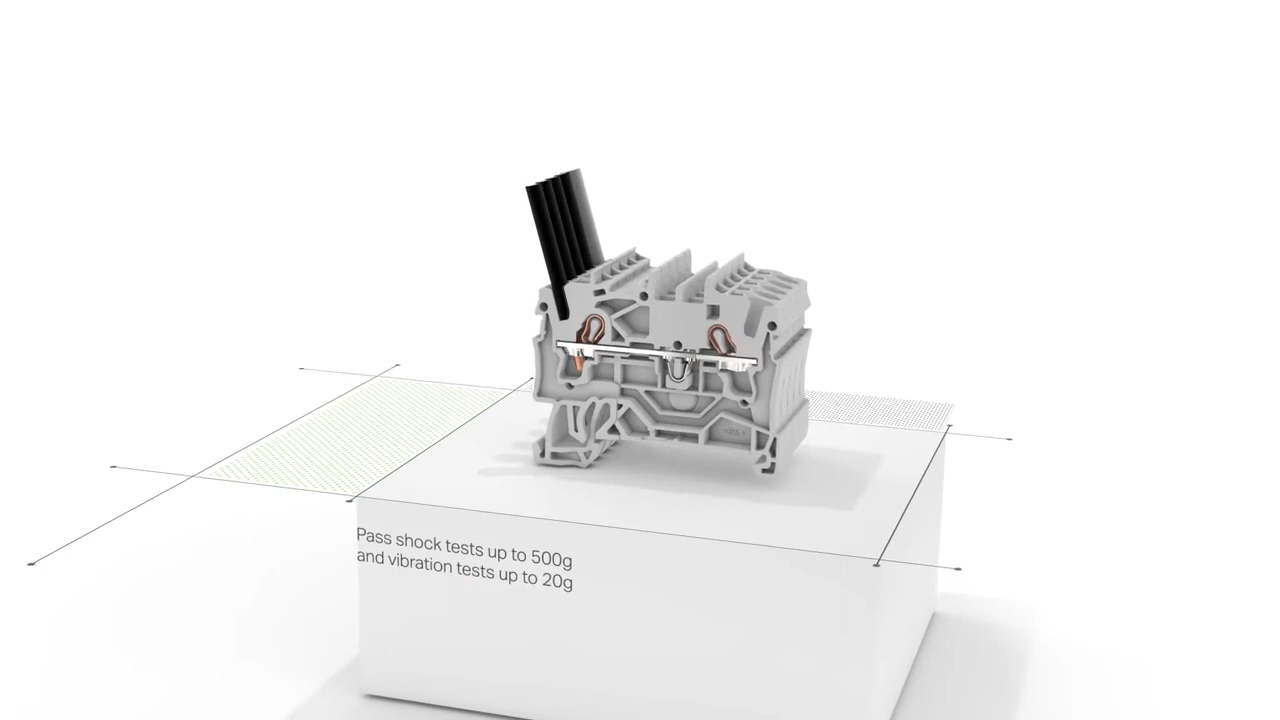 Pass shock tests up to 500g
and vibration tests up to 20g